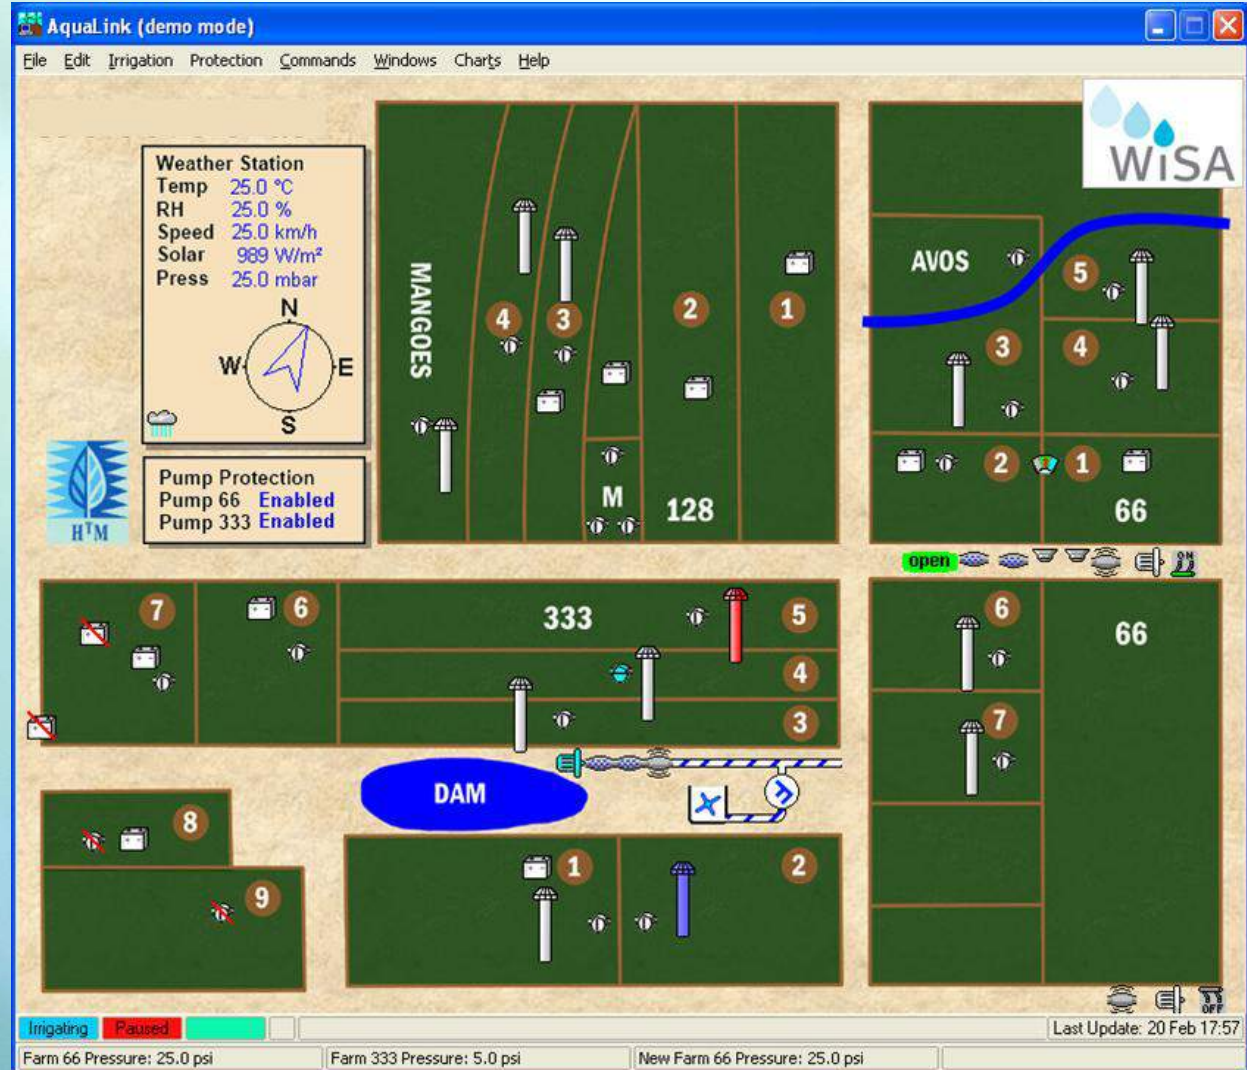 AquaLink (demo mode)
File Edit Irrigation Protection Commands Windows Charts Help
WiSA
Weather Station
Temp 25.0 °C
RH 25.0 %
Speed 25.0 km/h
Solar 989 W/m²
Press 25.0 mbar
N
W E
S
HTM
Pump Protection
Pump 66 Enabled
Pump 333 Enabled
MANGOES
4 3 2 1
M
128
AVOS
5
3 4
2 1
66
open
ON
7 6
333
5
4
3
6
66
7
DAM
8
9
1
2
OFF
Irrigating Paused
Last Update: 20 Feb 17:57
Farm 66 Pressure: 25.0 psi Farm 333 Pressure: 5.0 psi New Farm 66 Pressure: 25.0 psi